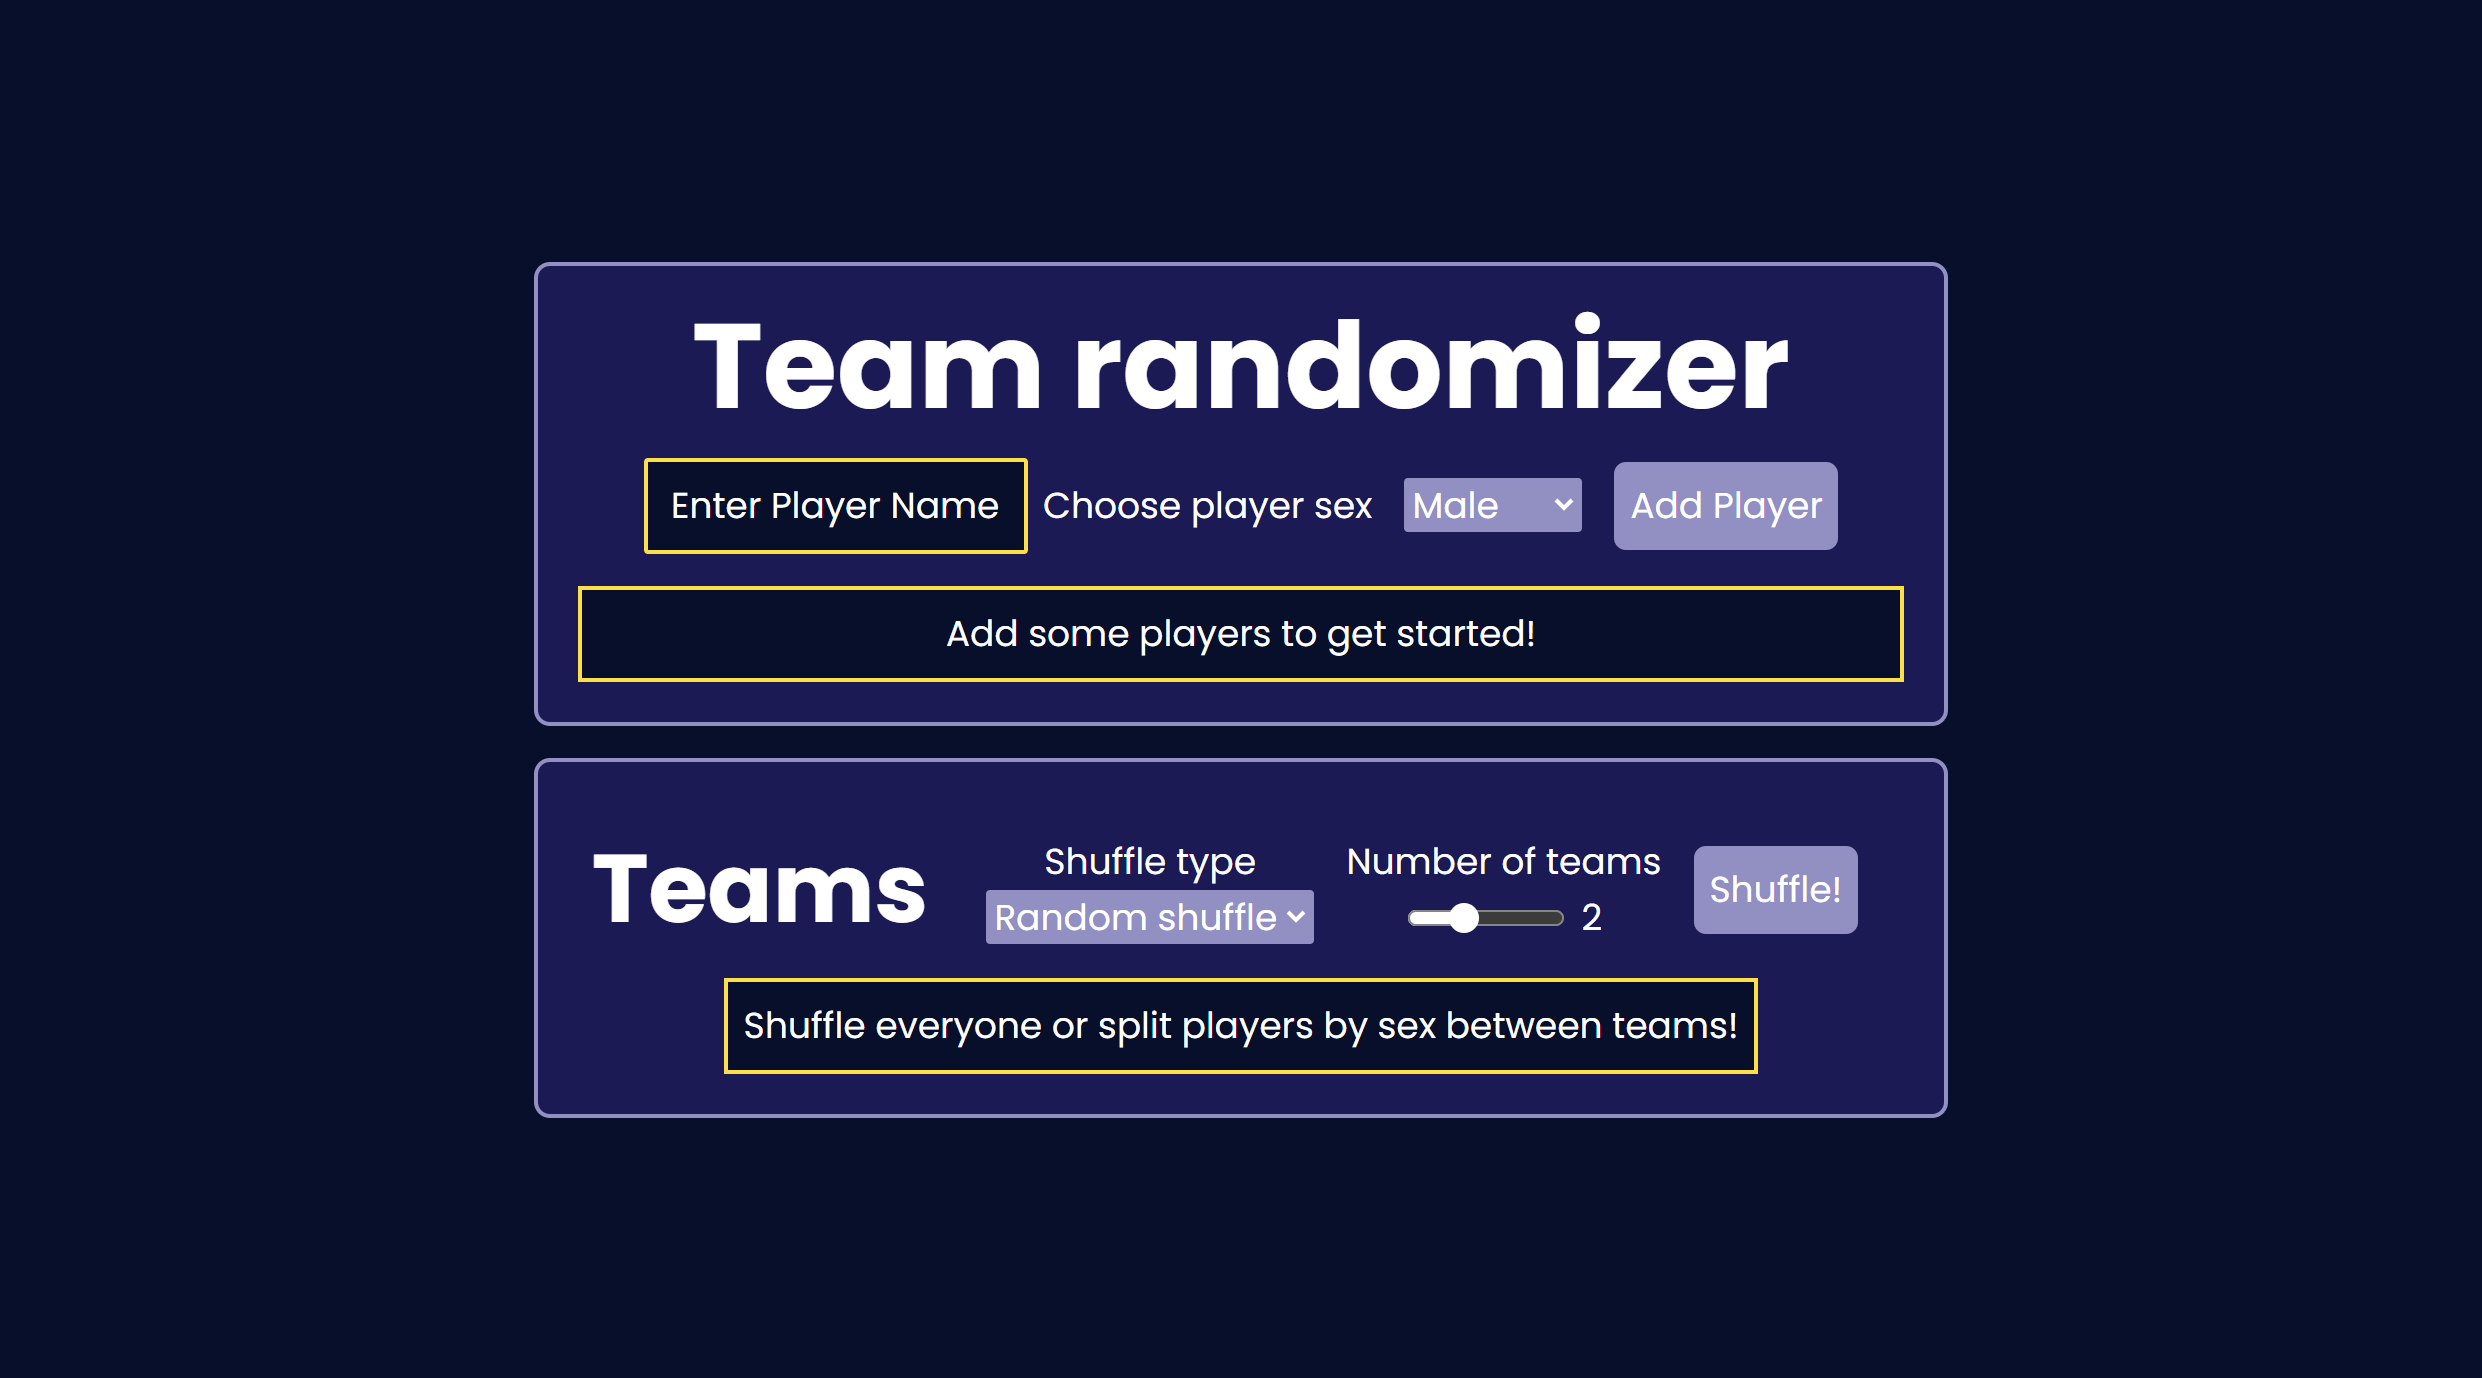 Team randomizer
Enter Player Name Choose player sex Male Add Player
Add some players to get started!
Teams
Shuffle type
Random shuffle
Number of teams
2
Shuffle!
Shuffle everyone or split players by sex between teams!